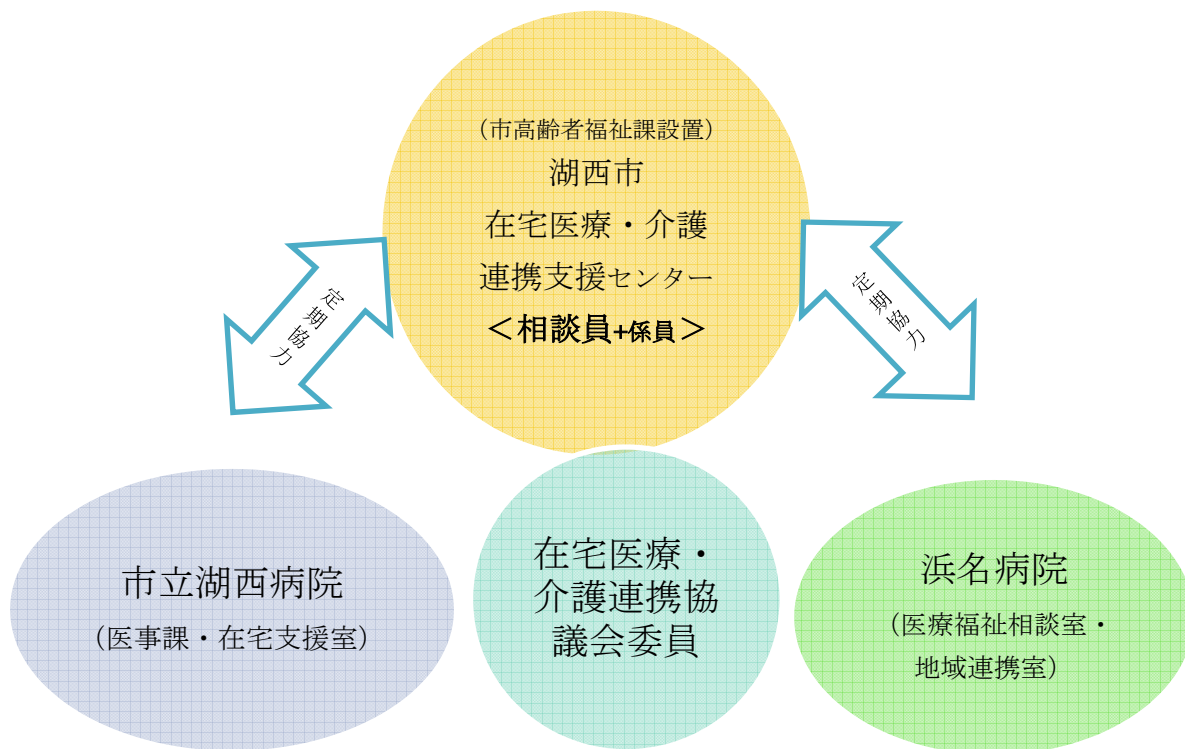 （市高齢者福祉課設置）
湖西市
在宅医療・介護
連携支援センター
＜相談員+係員＞
定期協力
定期協力
市立湖西病院
（医事課・在宅支援室）
在宅医療・
介護連携協
議会委員
浜名病院
（医療福祉相談室・
地域連携室）